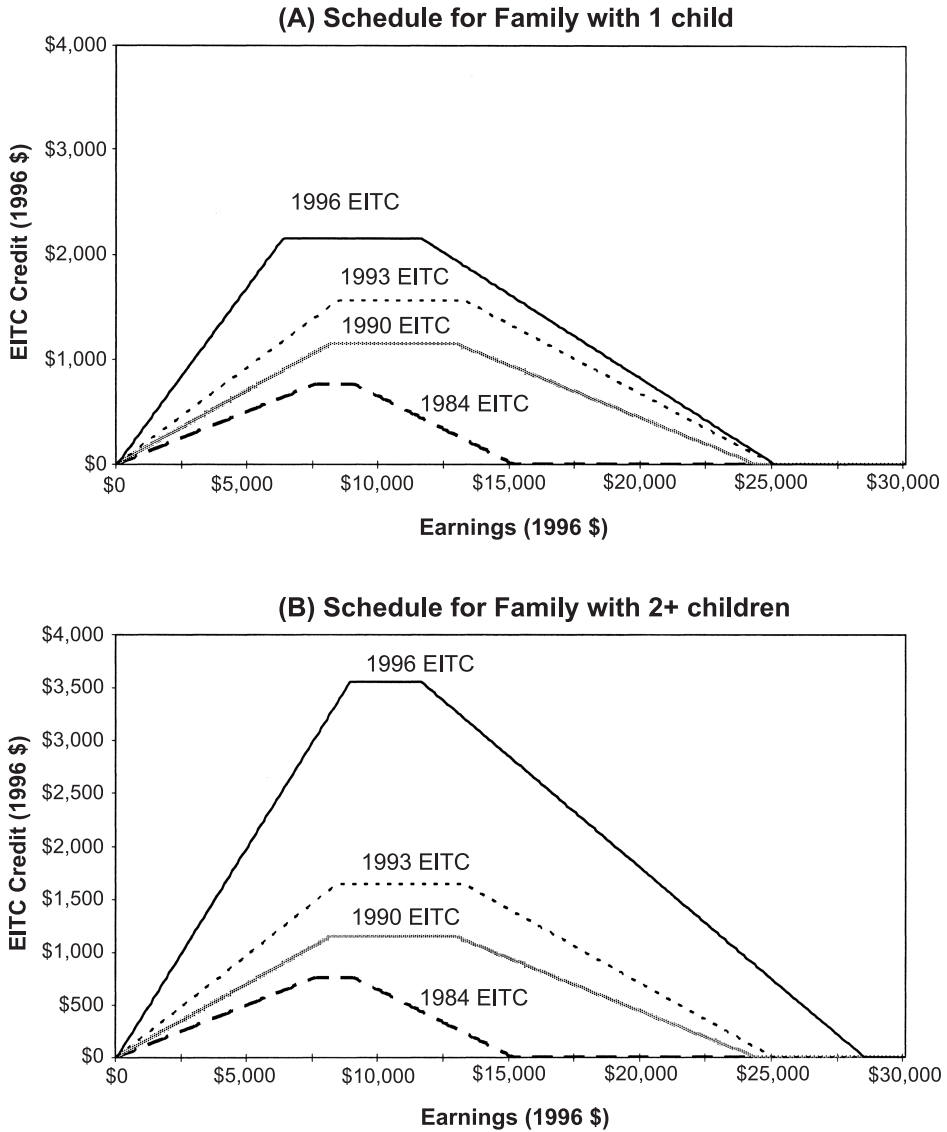 (A) Schedule for Family with 1 child
$4,000
$3,000
$2,000
$1,000
$0
EITC Credit (1996 $)
1996 EITC
1993 EITC
1990 EITC
1984 EITC
$0 $5,000 $10,000 $15,000 $20,000 $25,000 $30,000
Earnings (1996 $)
(B) Schedule for Family with 2+ children
$4,000
$3,500
$3,000
$2,500
$2,000
$1,500
$1,000
$500
$0
EITC Credit (1996 $)
1996 EITC
1993 EITC
1990 EITC
1984 EITC
$0 $5,000 $10,000 $15,000 $20,000 $25,000 $30,000
Earnings (1996 $)